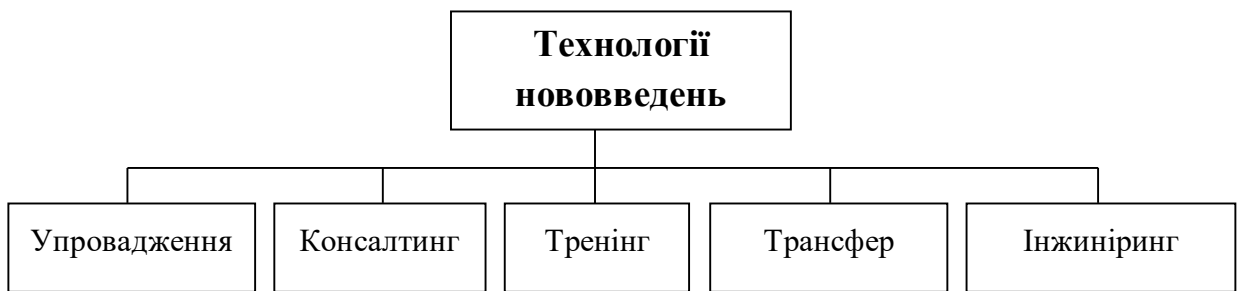 Технології
нововведень
Упровадження
Консалтинг
Тренінг
Трансфер
Інжиніринг